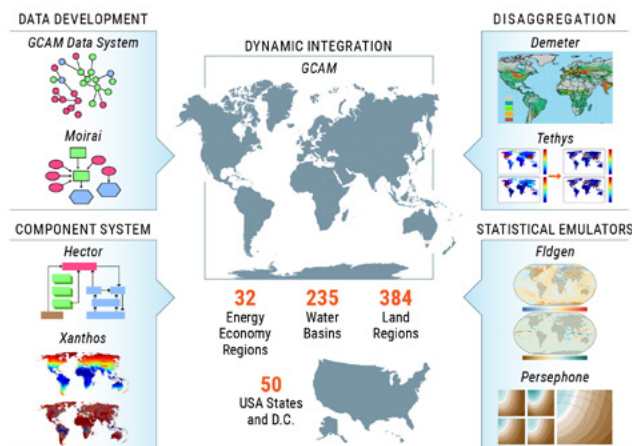 DATA DEVELOPMENT
GCAM Data System
Moirai
COMPONENT SYSTEM
Hector
Xanthos
DYNAMIC INTEGRATION
GCAM
32
Energy
Economy
Regions
235
Water
Basins
384
Land
Regions
50
USA States
and D.C.
DISAGGREGATION
Demeter
Tethys
STATISTICAL EMULATORS
Fldgen
Persephone